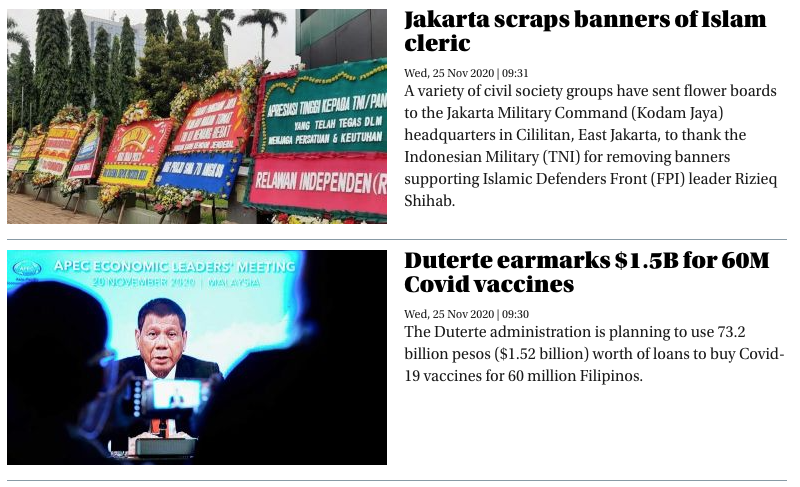 Jakarta scraps banners of Islam
cleric
Wed, 25 Nov 2020 | 09:31
A variety of civil society groups have sent flower boards
to the Jakarta Military Command (Kodam Jaya)
headquarters in Cililitan, East Jakarta, to thank the
Indonesian Military (TNI) for removing banners
supporting Islamic Defenders Front (FPI) leader Rizieq
Shihab.
APRESIASI TINGGI KEPADA TNI/PAN
YANG TELAH TEGAS DLM
MENJAGA PERSATUAN & KEUTUHAN
RELAWAN INDEPENDEN (R
Duterte earmarks $1.5B for 60M
Covid vaccines
Wed, 25 Nov 2020 | 09:30
The Duterte administration is planning to use 73.2
billion pesos ($1.52 billion) worth of loans to buy Covid-
19 vaccines for 60 million Filipinos.
APEC ECONOMIC LEADERS' MEETING
20 NOVEMBER 2020 | MALAYSIA